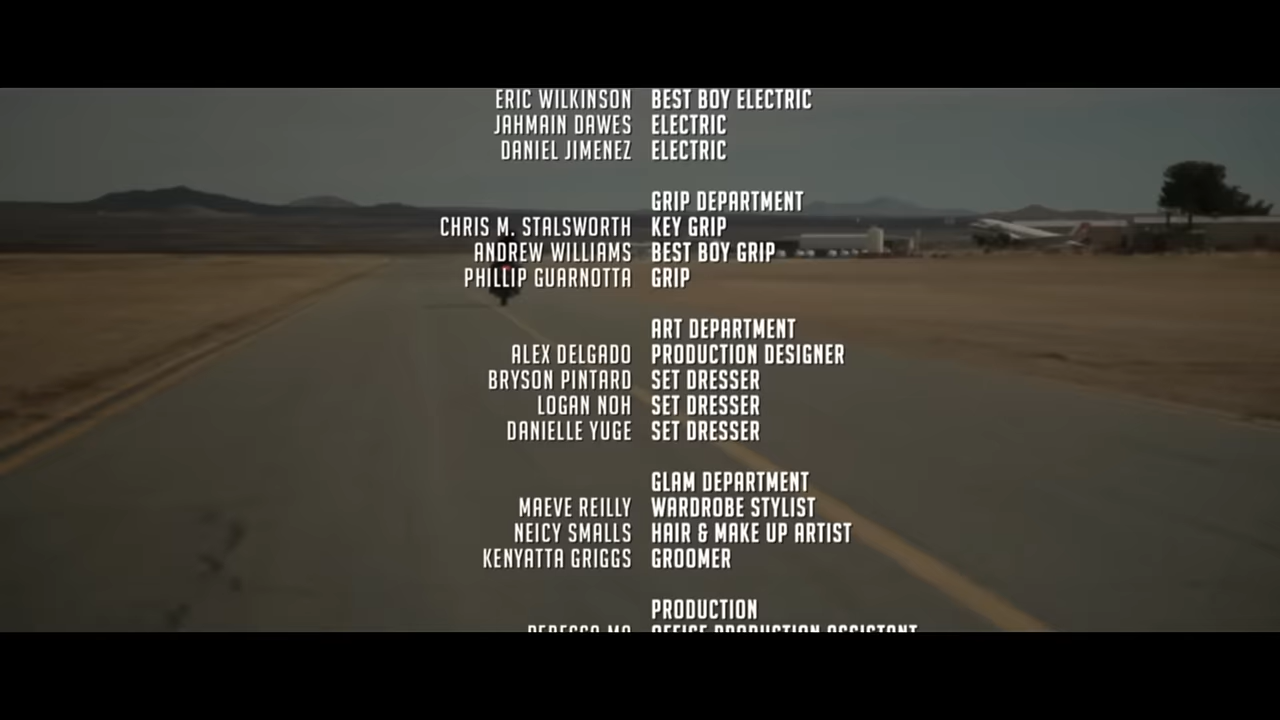 ERIC WILKINSON BEST BOY ELECTRIC
JAHMAIN DAWES ELECTRIC
DANIEL JIMENEZ ELECTRIC
GRIP DEPARTMENT
CHRIS M. STALSWORTH KEY GRIP
ANDREW WILLIAMS BEST BOY GRIP
PHILLIP GUARNOTTA GRIP
ART DEPARTMENT
ALEX DELGADO PRODUCTION DESIGNER
BRYSON PINTARD SET DRESSER
LOGAN NOH SET DRESSER
DANIELLE YUGE SET DRESSER
GLAM DEPARTMENT
MAEVE REILLY WARDROBE STYLIST
NEICY SMALLS HAIR & MAKE UP ARTIST
KENYATTA GRIGGS GROOMER
PRODUCTION
OFFICE PRODUCTION ASSISTANT